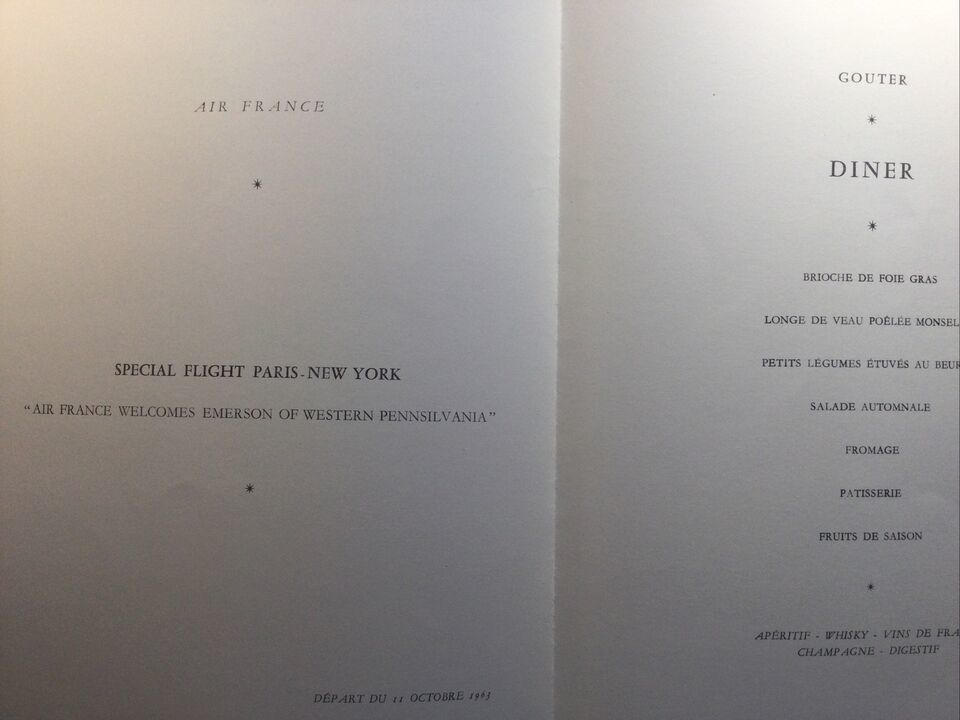 AIR FRANCE
SPECIAL FLIGHT PARIS-NEW YORK
“AIR FRANCE WELCOMES EMERSON OF WESTERN PENNSILVANIA”
DÉPART DU 11 OCTOBRE 1963
GOUTER
DINER
BRIOCHE DE FOIE GRAS
LONGE DE VEAU POÊLÉE
PETITS LÉGUMES ÉTUVÉS AU
SALADE AUTOMNALE
FROMAGE
PATISSERIE
FRUITS DE SAISON
APÉRITIF - WHISKY - VINS DE
CHAMPAGNE - DIGESTIF